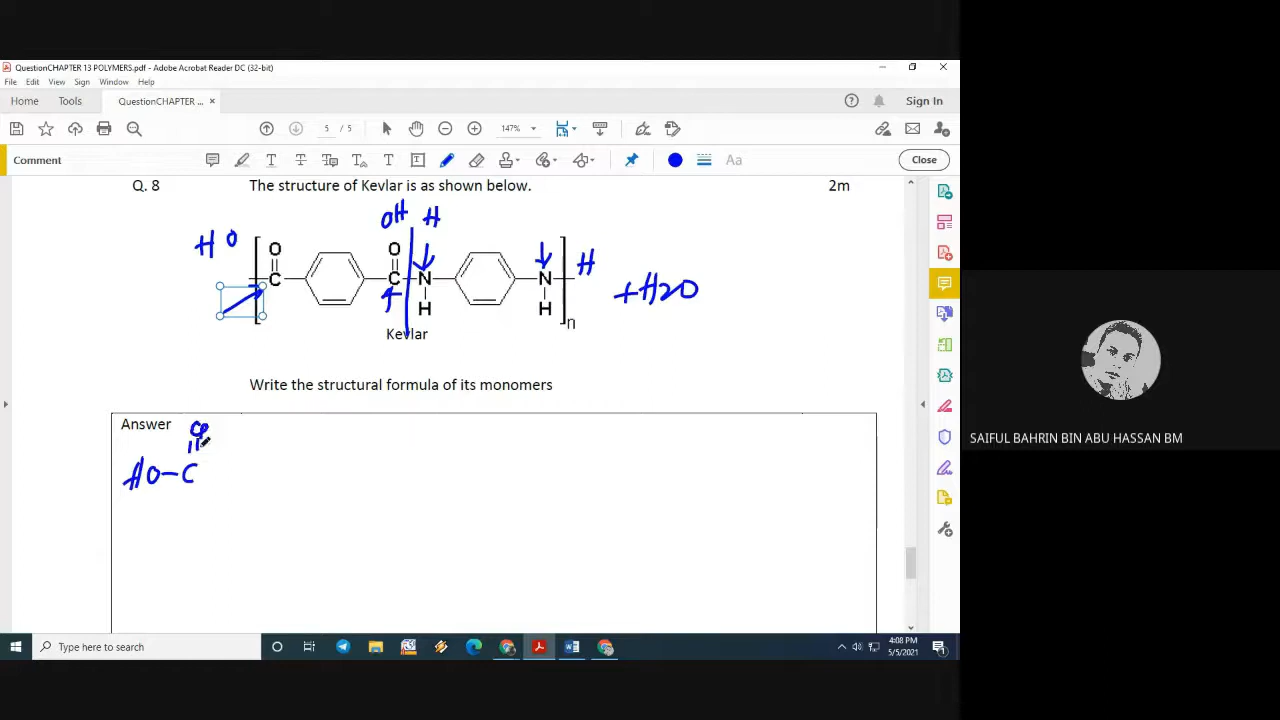 QuestionCHAPTER 13 POLYMERS.pdf - Adobe Acrobat Reader DC (32-bit)
File Edit View Sign Window Help
Home Tools QuestionCHAPTER ... × Sign In
5 / 5 147%
Comment Close
Q. 8 The structure of Kevlar is as shown below. 2m
OH H
H O O O H
C C N N
H H n
+H2O
Kevlar
Write the structural formula of its monomers
Answer
O
HO-C
SAIFUL BAHRIN BIN ABU HASSAN BM
Type here to search
4:08 PM
5/5/2021